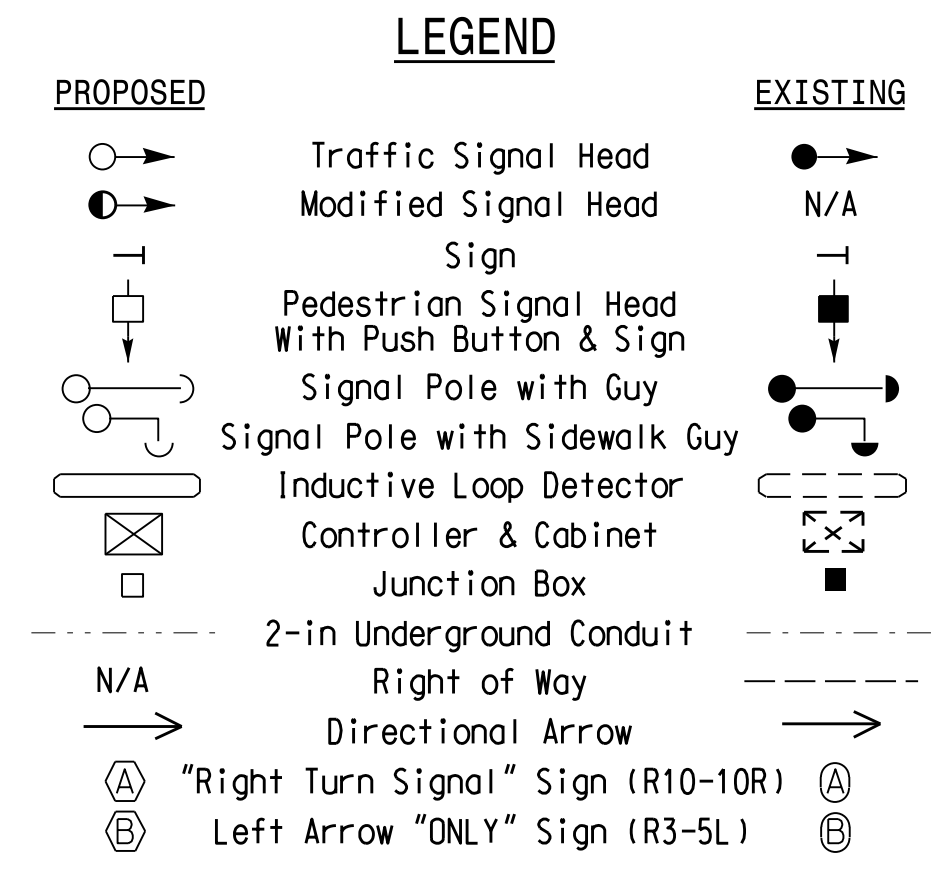 LEGEND
PROPOSED EXISTING
Traffic Signal Head
Modified Signal Head N/A
Sign
Pedestrian Signal Head
With Push Button & Sign
Signal Pole with Guy
Signal Pole with Sidewalk Guy
Inductive Loop Detector
Controller & Cabinet
Junction Box
2-in Underground Conduit
N/A Right of Way
Directional Arrow
A "Right Turn Signal" Sign (R10-10R) A
B Left Arrow "ONLY" Sign (R3-5L) B